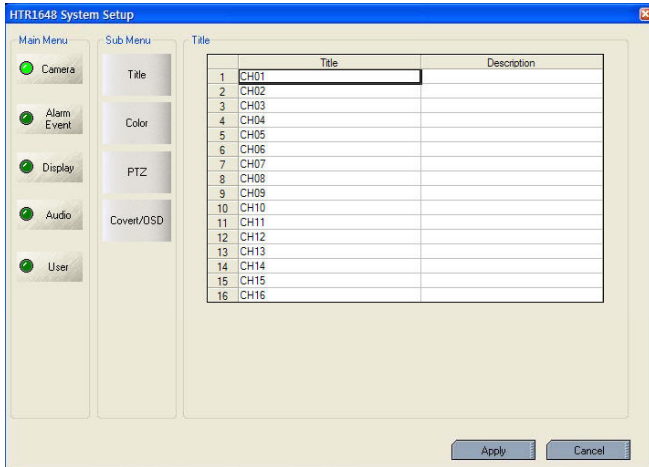 HTR1648 System Setup
Main Menu
Camera
Alarm
Event
Display
Audio
User
Sub Menu
Title
Color
PTZ
Covert/OSD
Title
Title Description
1 CH01
2 CH02
3 CH03
4 CH04
5 CH05
6 CH06
7 CH07
8 CH08
9 CH09
10 CH10
11 CH11
12 CH12
13 CH13
14 CH14
15 CH15
16 CH16
Apply Cancel